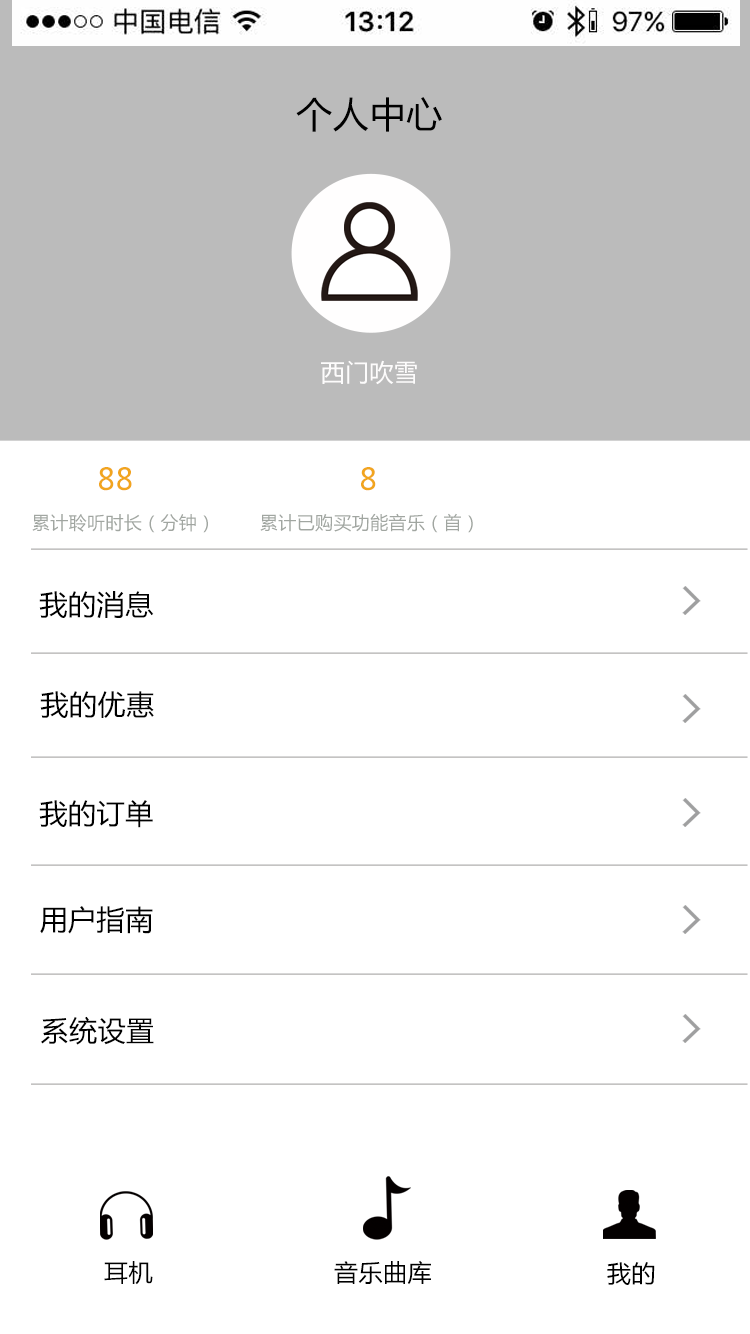 中国电信 13:12 97%
个人中心
西门吹雪
88 8
累计聆听时长（分钟） 累计已购买功能音乐（首）
我的消息
我的优惠
我的订单
用户指南
系统设置
耳机 音乐曲库 我的